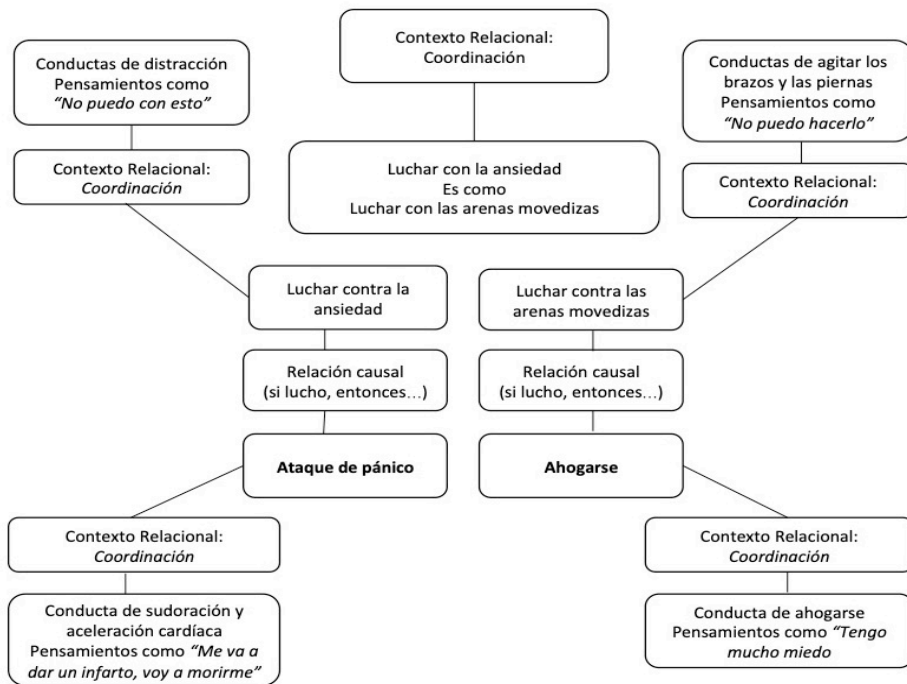 Contexto Relacional:
Coordinación
Conductas de distracción
Pensamientos como
“No puedo con esto”
Conductas de agitar los
brazos y las piernas
Pensamientos como
“No puedo hacerlo”
Luchar con la ansiedad
Es como
Luchar con las arenas movedizas
Contexto Relacional:
Coordinación
Contexto Relacional:
Coordinación
Luchar contra la
ansiedad
Luchar contra las
arenas movedizas
Relación causal
(si lucho, entonces...)
Relación causal
(si lucho, entonces...)
Ataque de pánico
Ahogarse
Contexto Relacional:
Coordinación
Contexto Relacional:
Coordinación
Conducta de sudoración y
aceleración cardíaca
Pensamientos como “Me va a
dar un infarto, voy a morirme”
Conducta de ahogarse
Pensamientos como “Tengo
mucho miedo